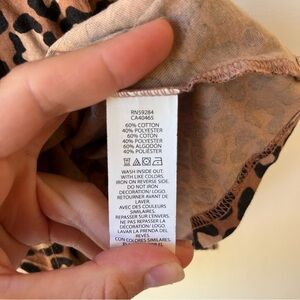 RN59284
CA40465
60% COTTON
40% POLYESTER
60% COTON
40% POLYESTER
60% ALGODÓN
40% POLIÉSTER
WASH INSIDE OUT.
WITH LIKE COLORS.
IRON ON REVERSE SIDE.
DO NOT IRON
DECORATION/ LOGO.
RETOURNER AVANT DE
LAVER.
AVEC DES COULEURS
SIMILAIRES.
REPASSER SUR L'ENVERS.
NE PAS REPASSER
DECORATION/ LOGO.
LAVAR LA PRENDA DEL
REVÉS.
CON COLORES SIMILARES.